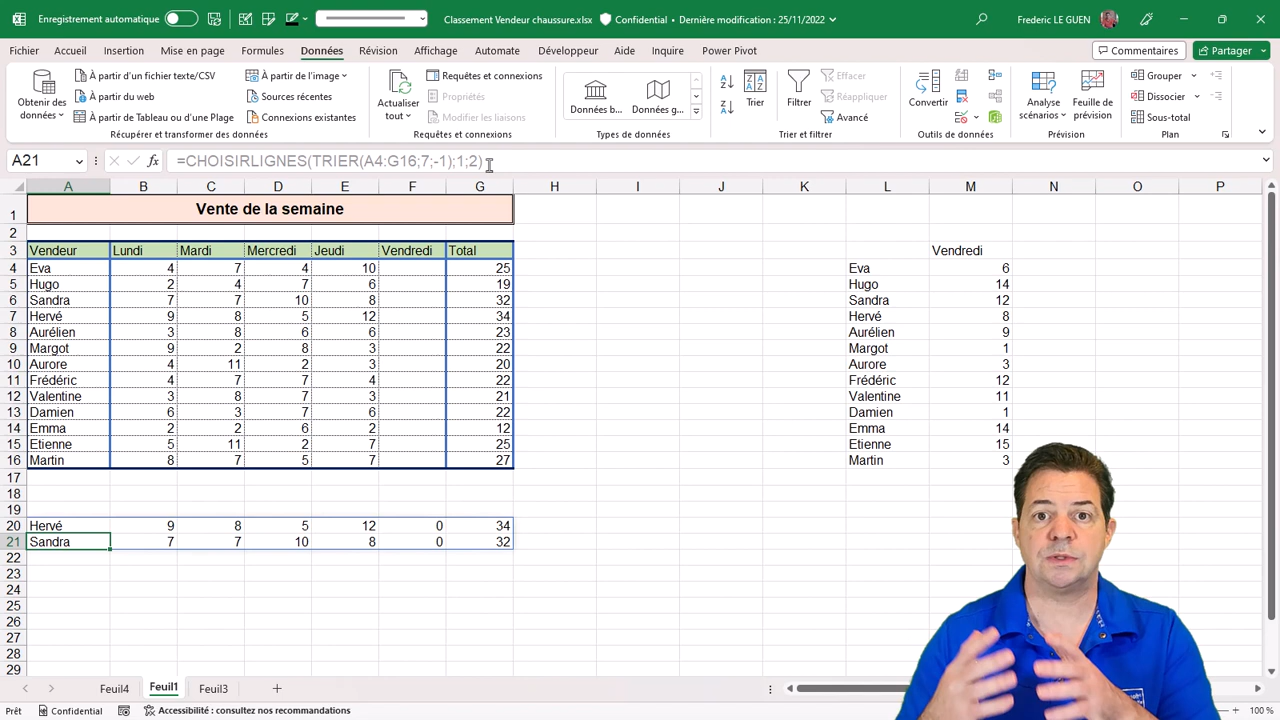 Enregistrement automatique
Classement Vendeur chaussure.xlsx
Confidential • Dernière modification : 25/11/2022
Frederic LE GUEN
Fichier Accueil Insertion Mise en page Formules Données Révision Affichage Automate Développeur Aide Inquire Power Pivot
Commentaires
Partager
Obtenir des données
À partir d'un fichier texte/CSV
À partir du web
À partir de Tableau ou d'une Plage
À partir de l'image
Sources récentes
Connexions existantes
Récupérer et transformer des données
Actualiser tout
Requêtes et connexions
Propriétés
Modifier les liaisons
Requêtes et connexions
Données b...
Données g...
Types de données
Trier
Filtrer
Effacer
Réappliquer
Avancé
Trier et filtrer
Convertir
Outils de données
Analyse scénarios
Feuille de prévision
Prévision
Grouper
Dissocier
Sous-total
Plan
A21
fx
=CHOISIRLIGNES(TRIER(A4:G16;7;-1);1;2)
A B C D E F G H I J K L M N O P
1 Vente de la semaine
2
3 Vendeur Lundi Mardi Mercredi Jeudi Vendredi Total Vendredi
4 Eva 4 7 4 10 25 Eva 6
5 Hugo 2 4 7 6 19 Hugo 14
6 Sandra 7 7 10 8 32 Sandra 12
7 Hervé 9 8 5 12 34 Hervé 8
8 Aurélien 3 8 6 6 23 Aurélien 9
9 Margot 9 2 8 3 22 Margot 1
10 Aurore 4 11 2 3 20 Aurore 3
11 Frédéric 4 7 7 4 22 Frédéric 12
12 Valentine 3 8 7 3 21 Valentine 11
13 Damien 6 3 7 6 22 Damien 1
14 Emma 2 2 6 2 12 Emma 14
15 Etienne 5 11 2 7 25 Etienne 15
16 Martin 8 7 5 7 27 Martin 3
17
18
19
20 Hervé 9 8 5 12 0 34
21 Sandra 7 7 10 8 0 32
22
23
24
25
26
27
28
29
Feuil4 Feuil1 Feuil3
Prêt
Confidential
Accessibilité : consultez nos recommandations
100 %